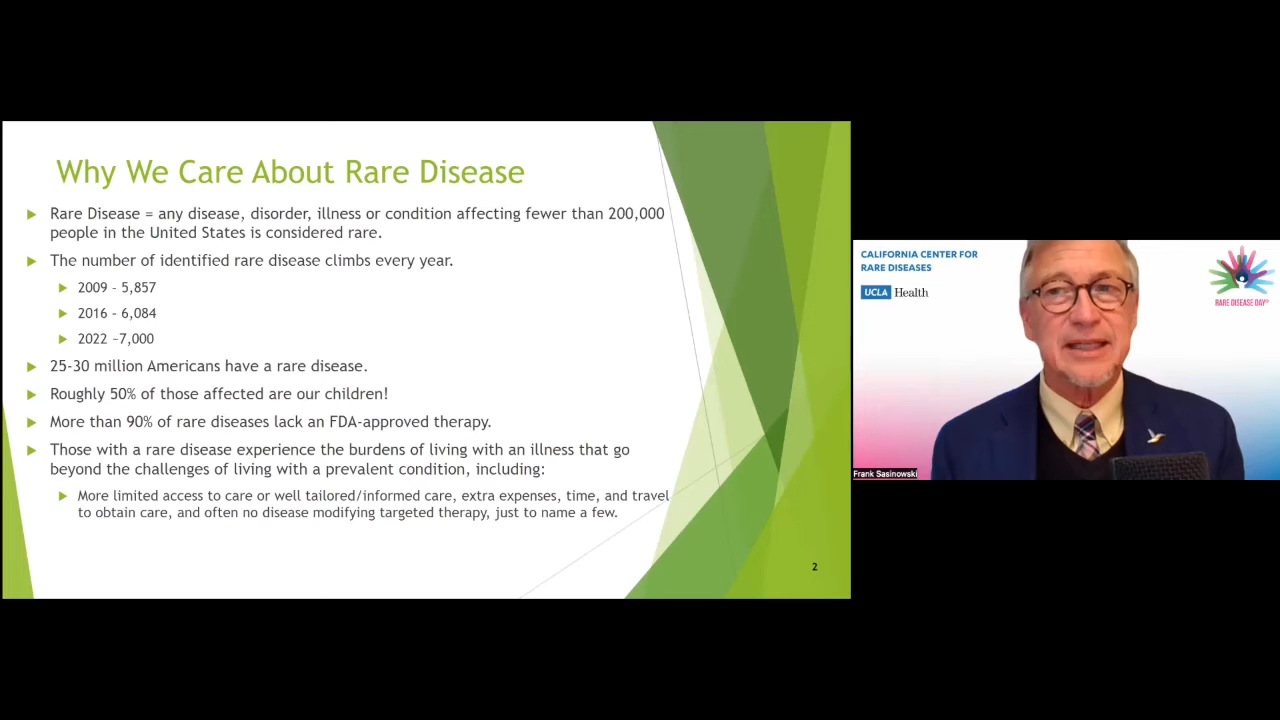 Why We Care About Rare Disease
Rare Disease = any disease, disorder, illness or condition affecting fewer than 200,000
people in the United States is considered rare.
The number of identified rare disease climbs every year.
2009 - 5,857
2016 - 6,084
2022 -7,000
25-30 million Americans have a rare disease.
Roughly 50% of those affected are our children!
More than 90% of rare diseases lack an FDA-approved therapy.
Those with a rare disease experience the burdens of living with an illness that go
beyond the challenges of living with a prevalent condition, including:
More limited access to care or well tailored/informed care, extra expenses, time, and travel
to obtain care, and often no disease modifying targeted therapy, just to name a few.
2
CALIFORNIA CENTER FOR
RARE DISEASES
UCLA Health
RARE DISEASE DAY®
Frank Sasinowski